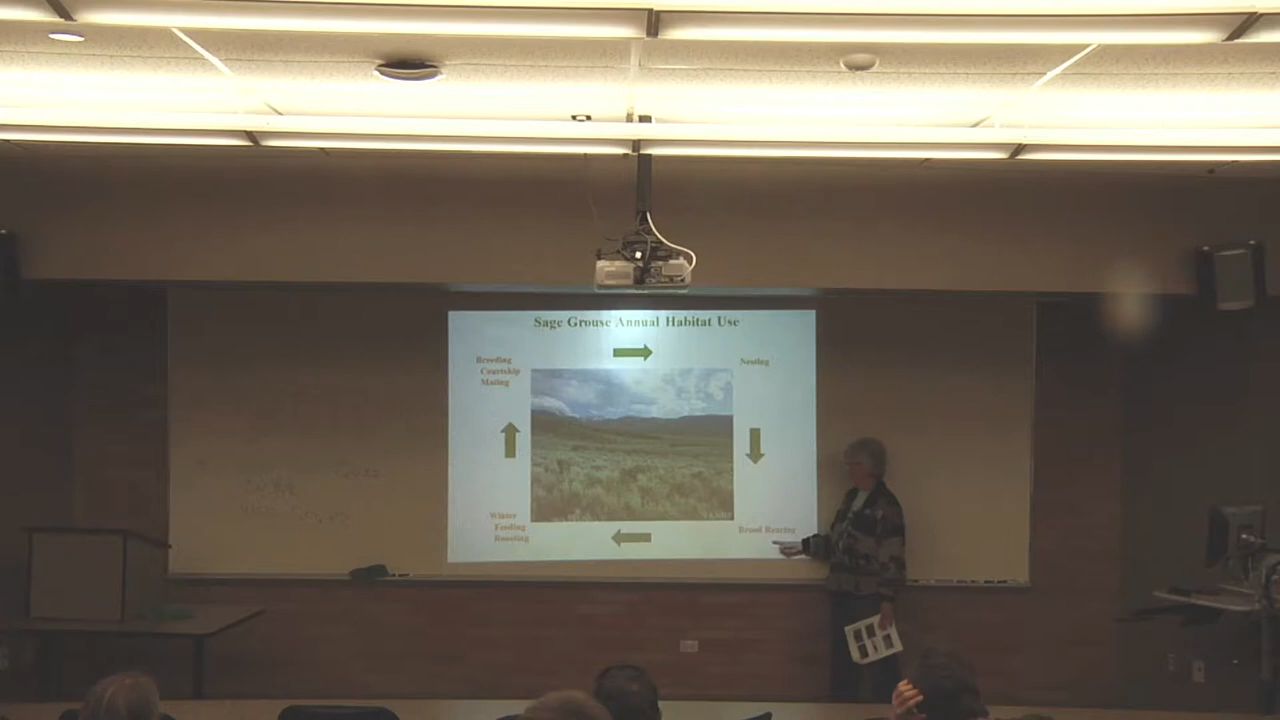 Sage Grouse Annual Habitat Use
Breeding
Courtship
Mating
Nesting
Winter
Feeding
Roosting
Brood Rearing